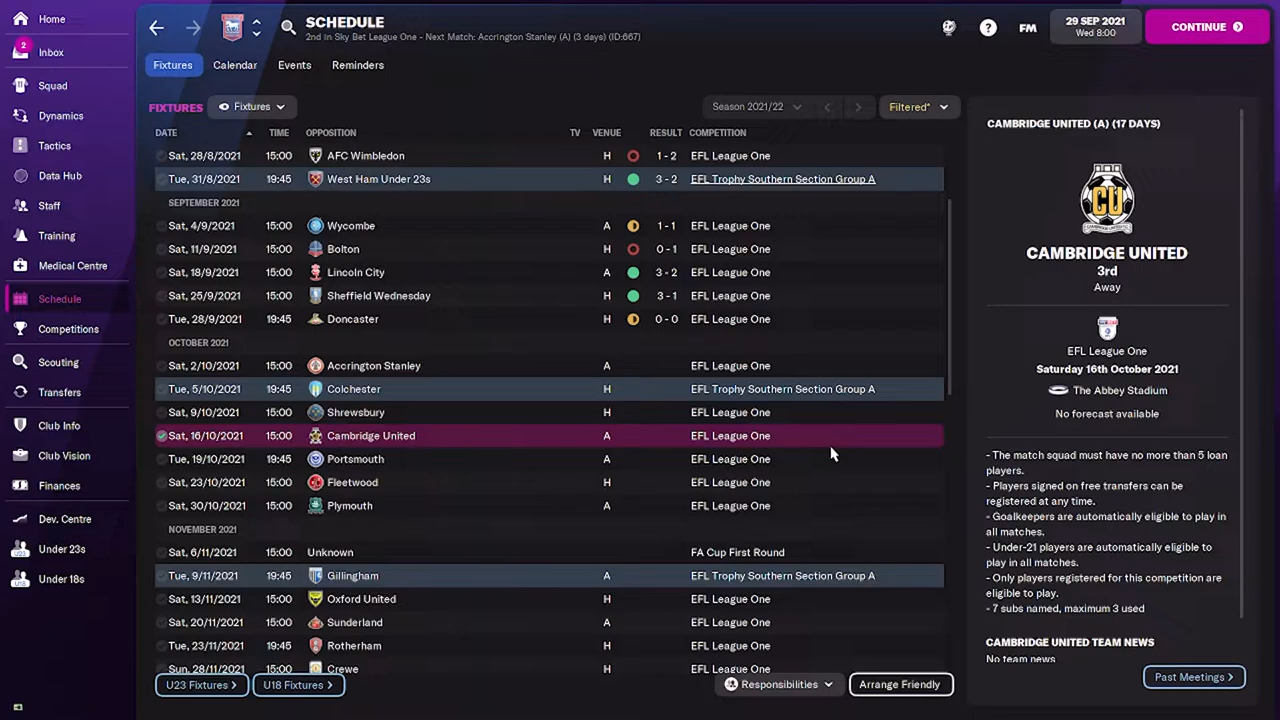 Home
2
Inbox
Squad
Dynamics
Tactics
Data Hub
Staff
Training
Medical Centre
Schedule
Competitions
Scouting
Transfers
Club Info
Club Vision
Finances
Dev. Centre
Under 23s
Under 18s
SCHEDULE
2nd in Sky Bet League One - Next Match: Accrington Stanley (A) (3 days) (ID:667)
FM
29 SEP 2021
Wed 8:00
CONTINUE
Fixtures Calendar Events Reminders
FIXTURES Fixtures Season 2021/22 Filtered*
DATE TIME OPPOSITION TV VENUE RESULT COMPETITION
Sat, 28/8/2021 15:00 AFC Wimbledon H 1-2 EFL League One
Tue, 31/8/2021 19:45 West Ham Under 23s H 3-2 EFL Trophy Southern Section Group A
SEPTEMBER 2021
Sat, 4/9/2021 15:00 Wycombe A 1-1 EFL League One
Sat, 11/9/2021 15:00 Bolton H 0-1 EFL League One
Sat, 18/9/2021 15:00 Lincoln City A 3-2 EFL League One
Sat, 25/9/2021 15:00 Sheffield Wednesday H 3-1 EFL League One
Tue, 28/9/2021 19:45 Doncaster H 0-0 EFL League One
OCTOBER 2021
Sat, 2/10/2021 15:00 Accrington Stanley A EFL League One
Tue, 5/10/2021 19:45 Colchester H EFL Trophy Southern Section Group A
Sat, 9/10/2021 15:00 Shrewsbury H EFL League One
Sat, 16/10/2021 15:00 Cambridge United A EFL League One
Tue, 19/10/2021 19:45 Portsmouth A EFL League One
Sat, 23/10/2021 15:00 Fleetwood H EFL League One
Sat, 30/10/2021 15:00 Plymouth A EFL League One
NOVEMBER 2021
Sat, 6/11/2021 15:00 Unknown FA Cup First Round
Tue, 9/11/2021 19:45 Gillingham A EFL Trophy Southern Section Group A
Sat, 13/11/2021 15:00 Oxford United H EFL League One
Sat, 20/11/2021 15:00 Sunderland A EFL League One
Tue, 23/11/2021 19:45 Rotherham H EFL League One
Sun, 28/11/2021 15:00 Crewe H EFL League One
U23 Fixtures > U18 Fixtures > Responsibilities Arrange Friendly
CAMBRIDGE UNITED (A) (17 DAYS)
CU
CAMBRIDGE UNITED
3rd
Away
EFL League One
Saturday 16th October 2021
The Abbey Stadium
No forecast available
- The match squad must have no more than 5 loan
players.
- Players signed on free transfers can be
registered at any time.
- Goalkeepers are automatically eligible to play in
all matches.
- Under-21 players are automatically eligible to
play in all matches.
- Only players registered for this competition are
eligible to play.
- 7 subs named, maximum 3 used
CAMBRIDGE UNITED TEAM NEWS
No team news
Past Meetings >